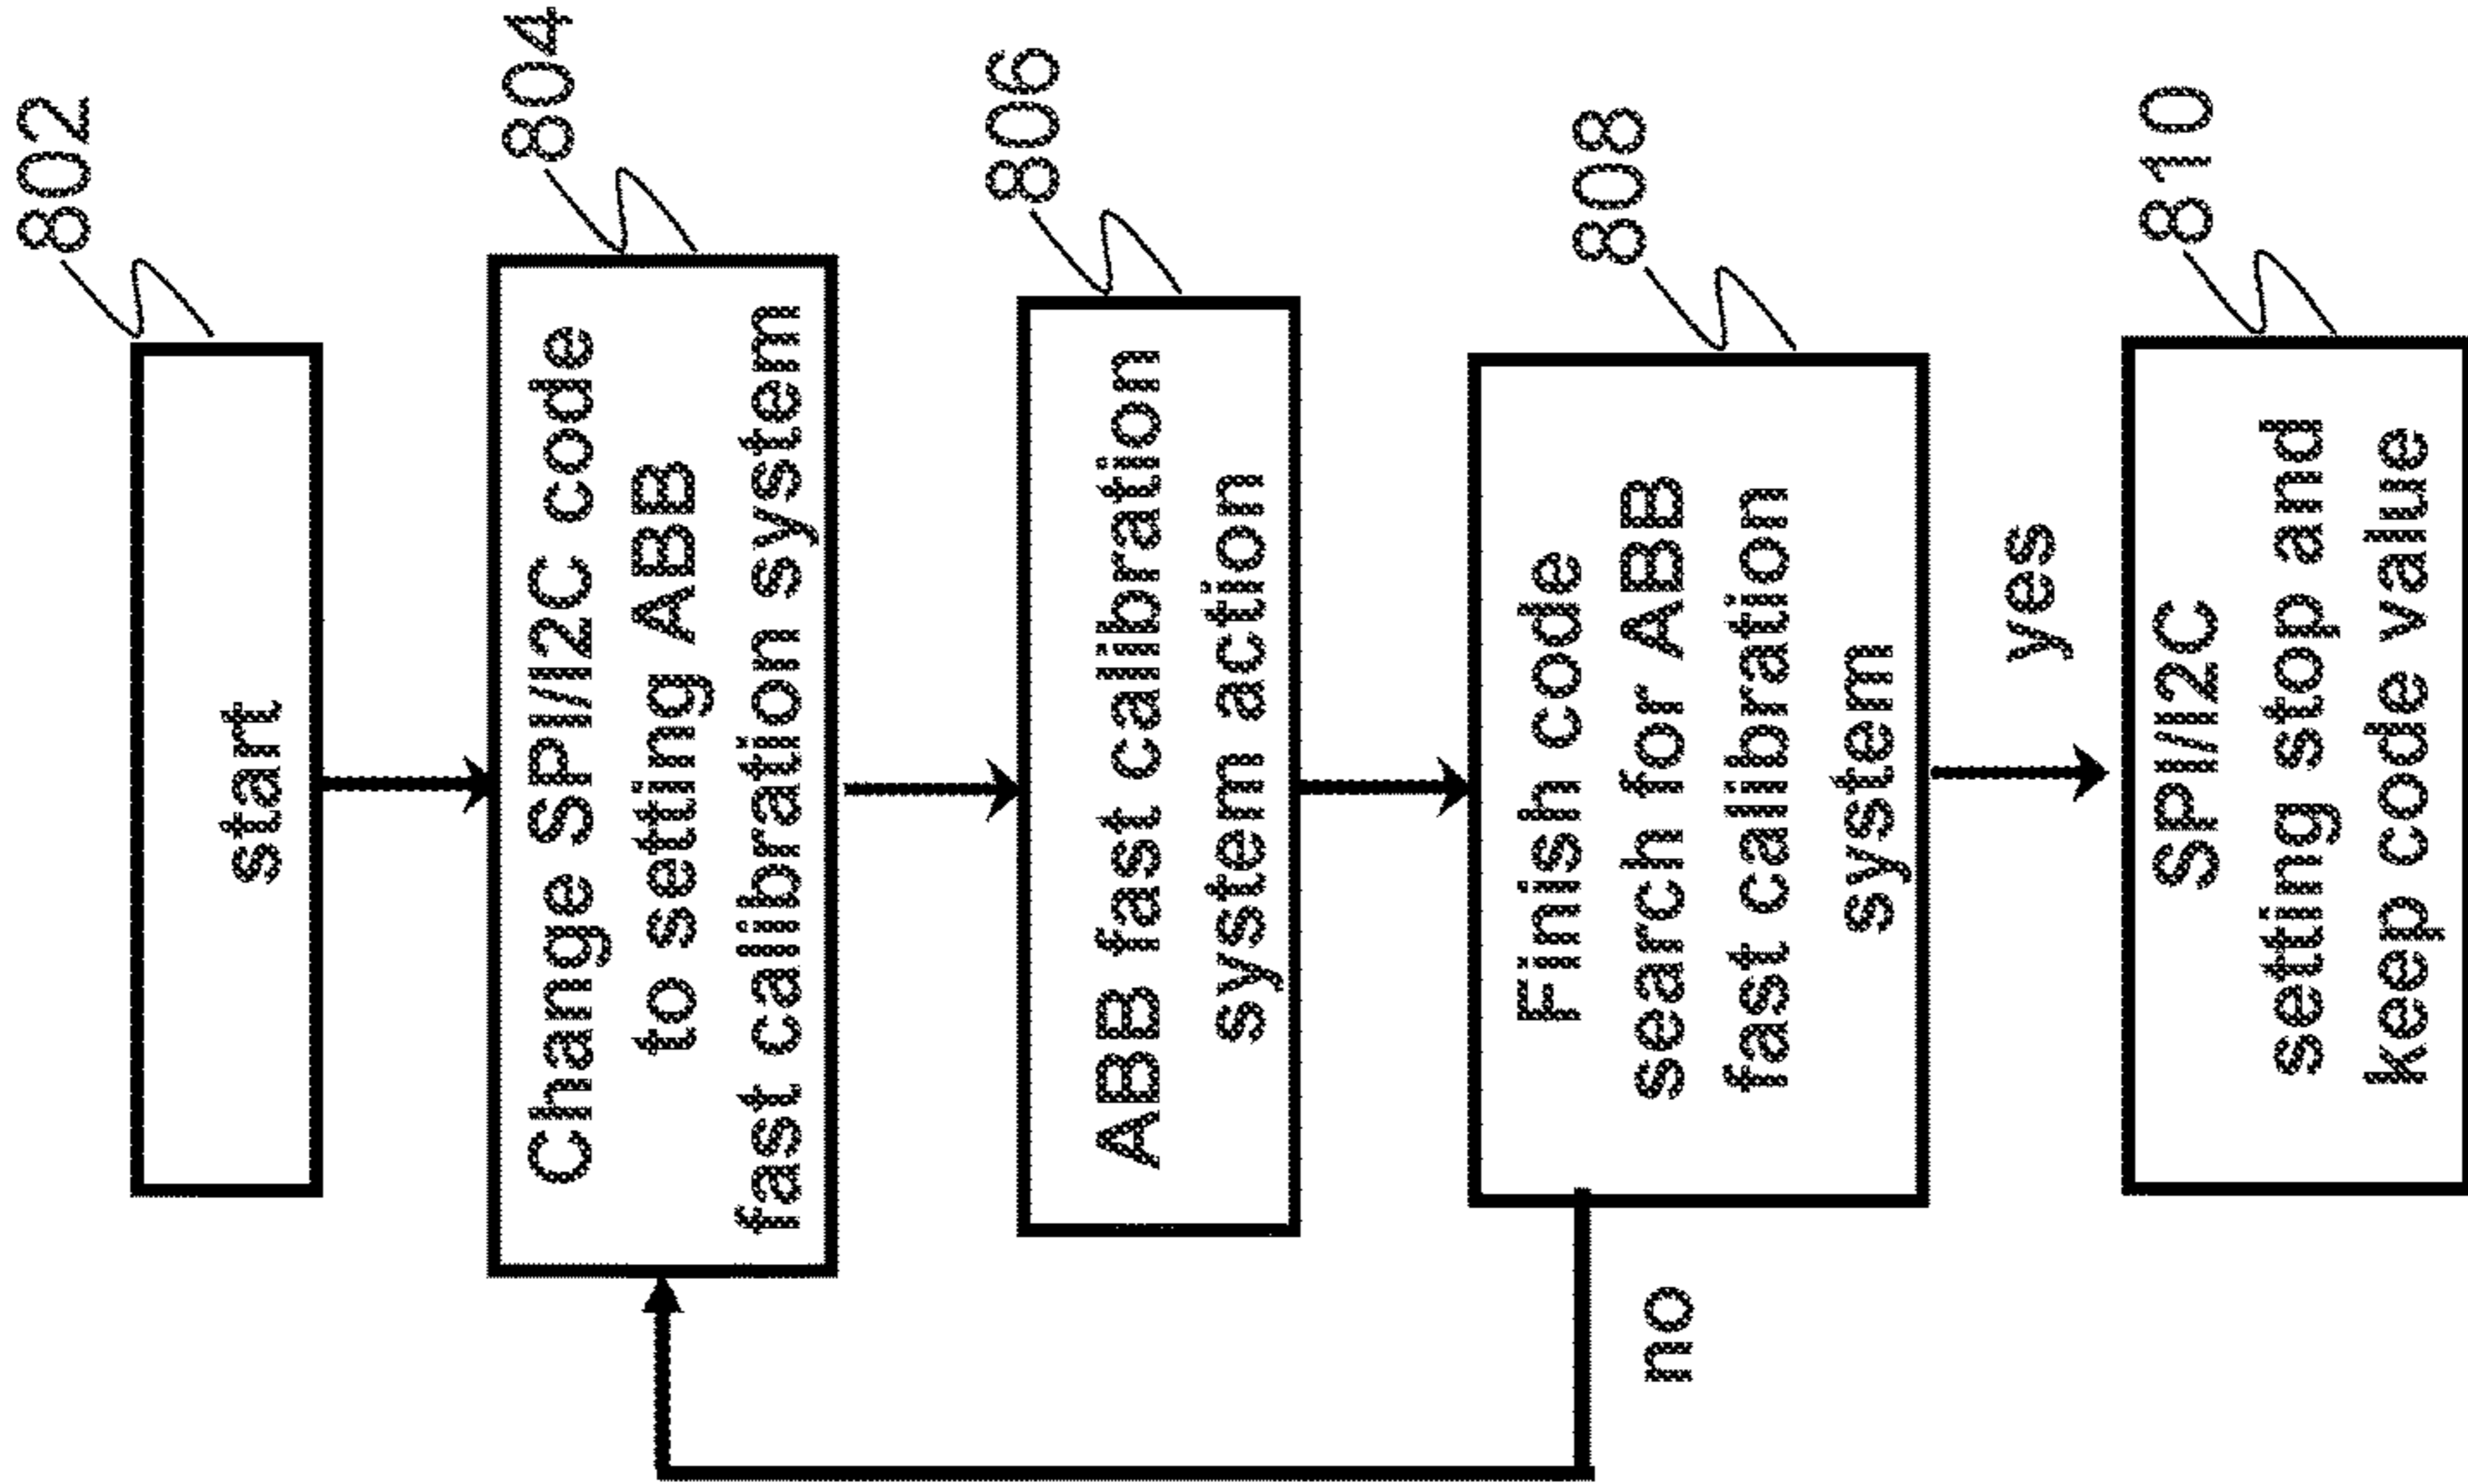 802
start
804
Change SPI/I2C code
to setting ABB
fast calibration system
806
ABB fast calibration
system action
808
Finish code
search for ABB
fast calibration
system
no
yes
810
SPI/I2C
setting stop and
keep code value